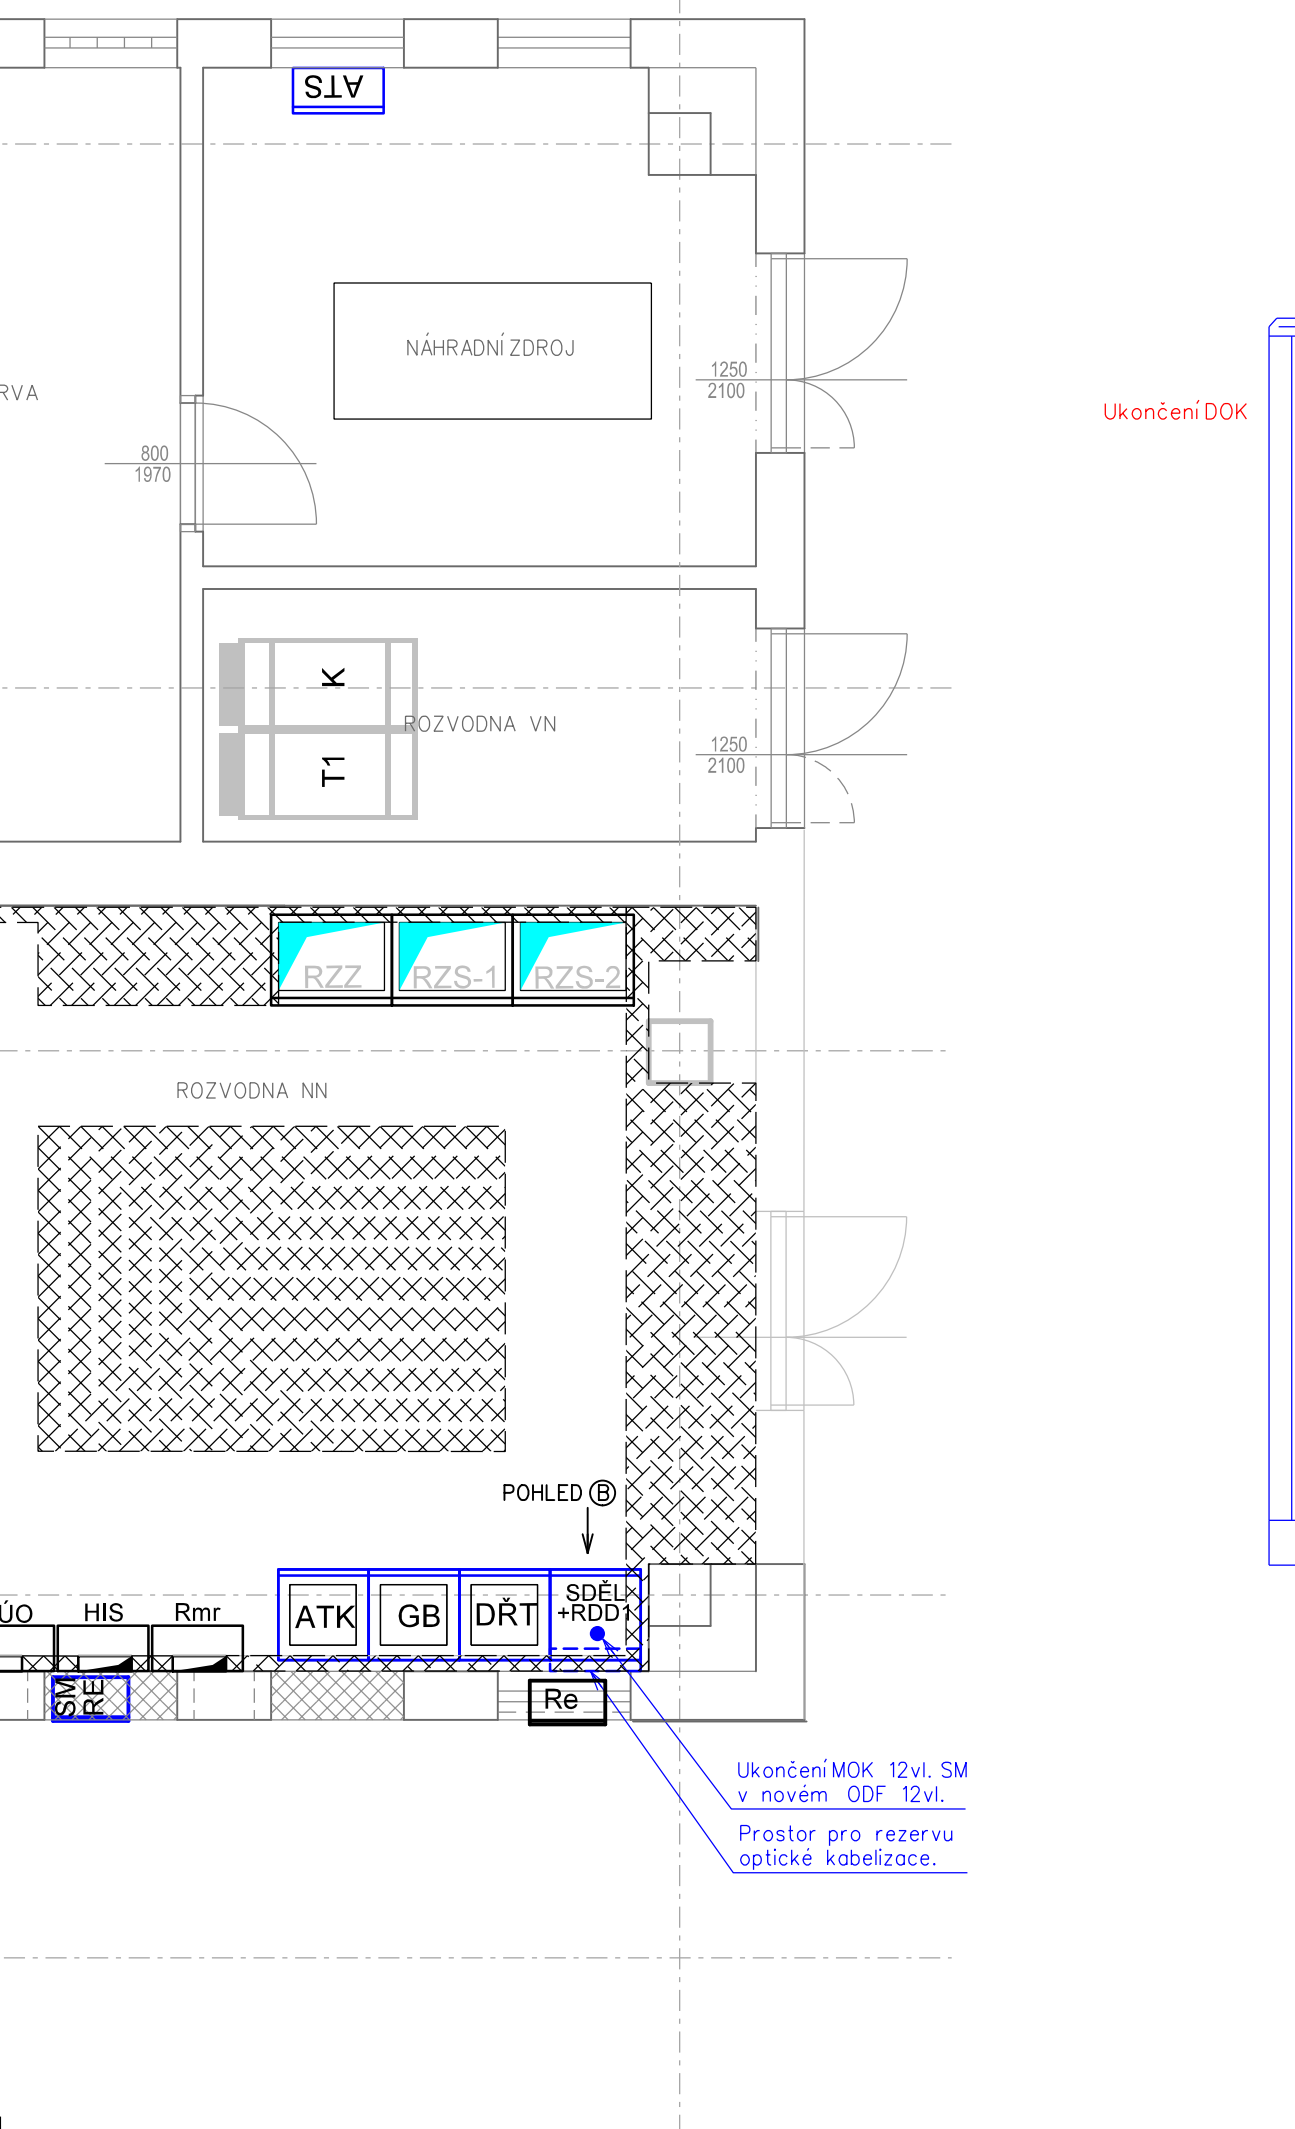 ATS
NÁHRADNÍ ZDROJ
RVA
1250
2100
Ukončení DOK
800
1970
K
ROZVODNA VN
T1
1250
2100
RZZ
RZS-1
RZS-2
ROZVODNA NN
POHLED B
ÚO
HIS
Rmr
ATK
GB
DŘT
SDĚL
+RDD1
SM
RE
Re
Ukončení MOK 12vl. SM
v novém ODF 12vl.
Prostor pro rezervu
optické kabelizace.